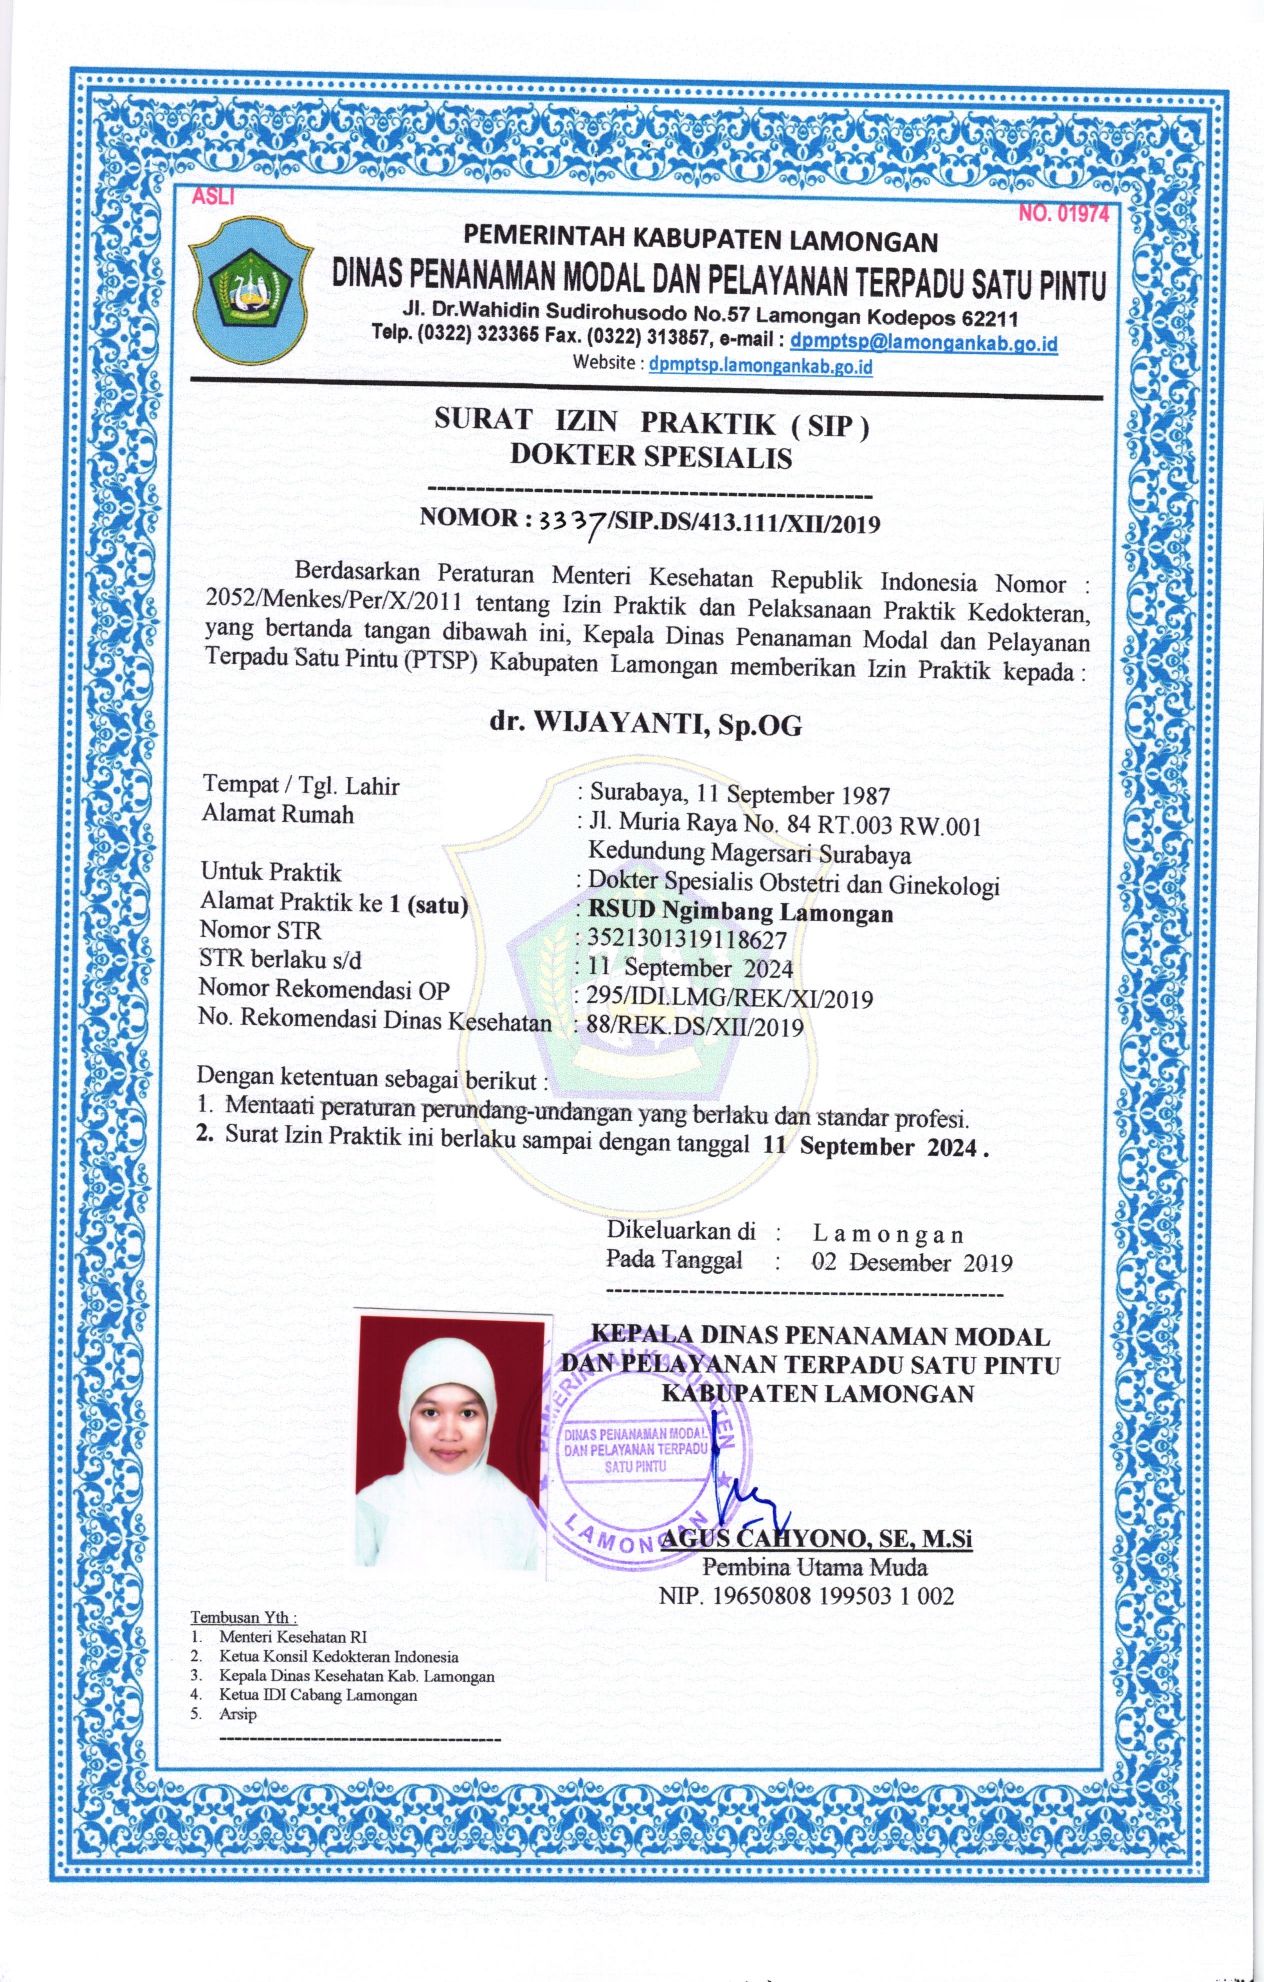 ASLI
NO. 01974
PEMERINTAH KABUPATEN LAMONGAN
DINAS PENANAMAN MODAL DAN PELAYANAN TERPADU SATU PINTU
Jl. Dr.Wahidin Sudirohusodo No.57 Lamongan Kodepos 62211
Telp. (0322) 323365 Fax. (0322) 313857, e-mail : dpmptsp@lamongankab.go.id
Website : dpmptsp.lamongankab.go.id
SURAT IZIN PRAKTIK ( SIP )
DOKTER SPESIALIS
NOMOR : 3337/SIP.DS/413.111/XII/2019
Berdasarkan Peraturan Menteri Kesehatan Republik Indonesia Nomor :
2052/Menkes/Per/X/2011 tentang Izin Praktik dan Pelaksanaan Praktik Kedokteran,
yang bertanda tangan dibawah ini, Kepala Dinas Penanaman Modal dan Pelayanan
Terpadu Satu Pintu (PTSP) Kabupaten Lamongan memberikan Izin Praktik kepada :
dr. WIJAYANTI, Sp.OG
Tempat / Tgl. Lahir : Surabaya, 11 September 1987
Alamat Rumah : Jl. Muria Raya No. 84 RT.003 RW.001
Kedundung Magersari Surabaya
Untuk Praktik : Dokter Spesialis Obstetri dan Ginekologi
Alamat Praktik ke 1 (satu) : RSUD Ngimbang Lamongan
Nomor STR : 3521301319118627
STR berlaku s/d : 11 September 2024
Nomor Rekomendasi OP : 295/IDI.LMG/REK/XI/2019
No. Rekomendasi Dinas Kesehatan : 88/REK.DS/XII/2019
Dengan ketentuan sebagai berikut :
1. Mentaati peraturan perundang-undangan yang berlaku dan standar profesi.
2. Surat Izin Praktik ini berlaku sampai dengan tanggal 11 September 2024 .
Dikeluarkan di : L a m o n g a n
Pada Tanggal : 02 Desember 2019
KEPALA DINAS PENANAMAN MODAL
DAN PELAYANAN TERPADU SATU PINTU
KABUPATEN LAMONGAN
PEMERINTAH KABUPATEN
DINAS PENANAMAN MODAL
DAN PELAYANAN TERPADU
SATU PINTU
LAMONGAN
AGUS CAHYONO, SE, M.Si
Pembina Utama Muda
NIP. 19650808 199503 1 002
Tembusan Yth :
1. Menteri Kesehatan RI
2. Ketua Konsil Kedokteran Indonesia
3. Kepala Dinas Kesehatan Kab. Lamongan
4. Ketua IDI Cabang Lamongan
5. Arsip